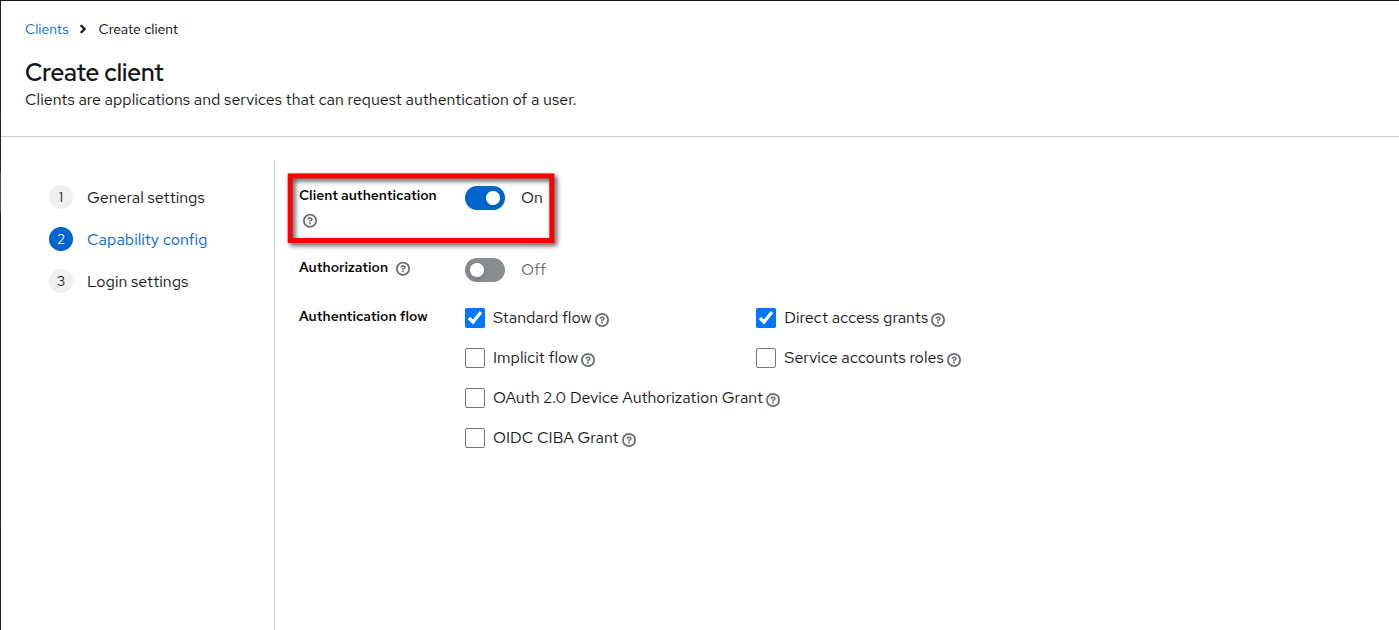 Clients > Create client
Create client
Clients are applications and services that can request authentication of a user.
1 General settings
2 Capability config
3 Login settings
Client authentication ? On
Authorization ? Off
Authentication flow
Standard flow ? Direct access grants ?
Implicit flow ? Service accounts roles ?
OAuth 2.0 Device Authorization Grant ?
OIDC CIBA Grant ?